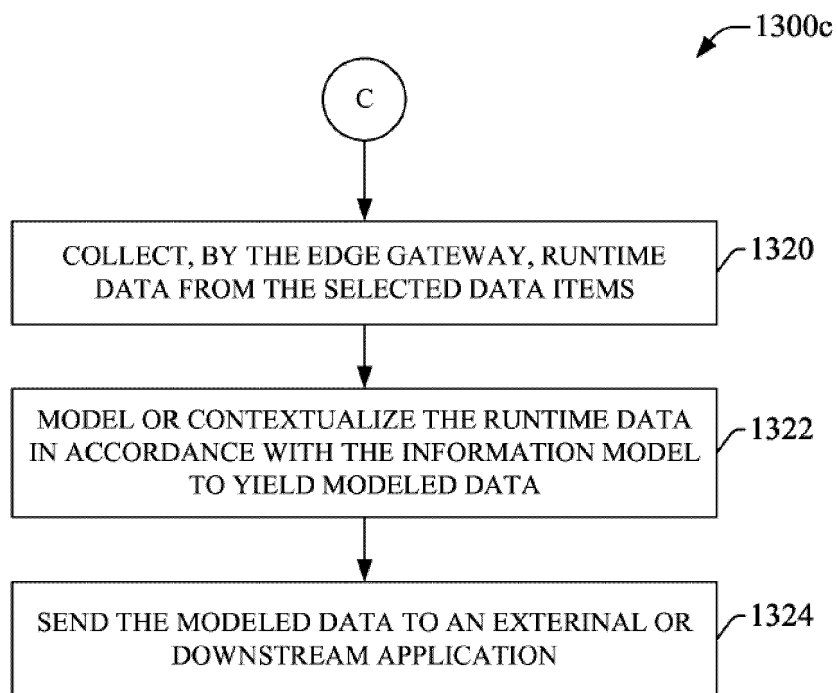 1300c
C
COLLECT, BY THE EDGE GATEWAY, RUNTIME
DATA FROM THE SELECTED DATA ITEMS
1320
MODEL OR CONTEXTUALIZE THE RUNTIME DATA
IN ACCORDANCE WITH THE INFORMATION MODEL
TO YIELD MODELED DATA
1322
SEND THE MODELED DATA TO AN EXTERINAL OR
DOWNSTREAM APPLICATION
1324